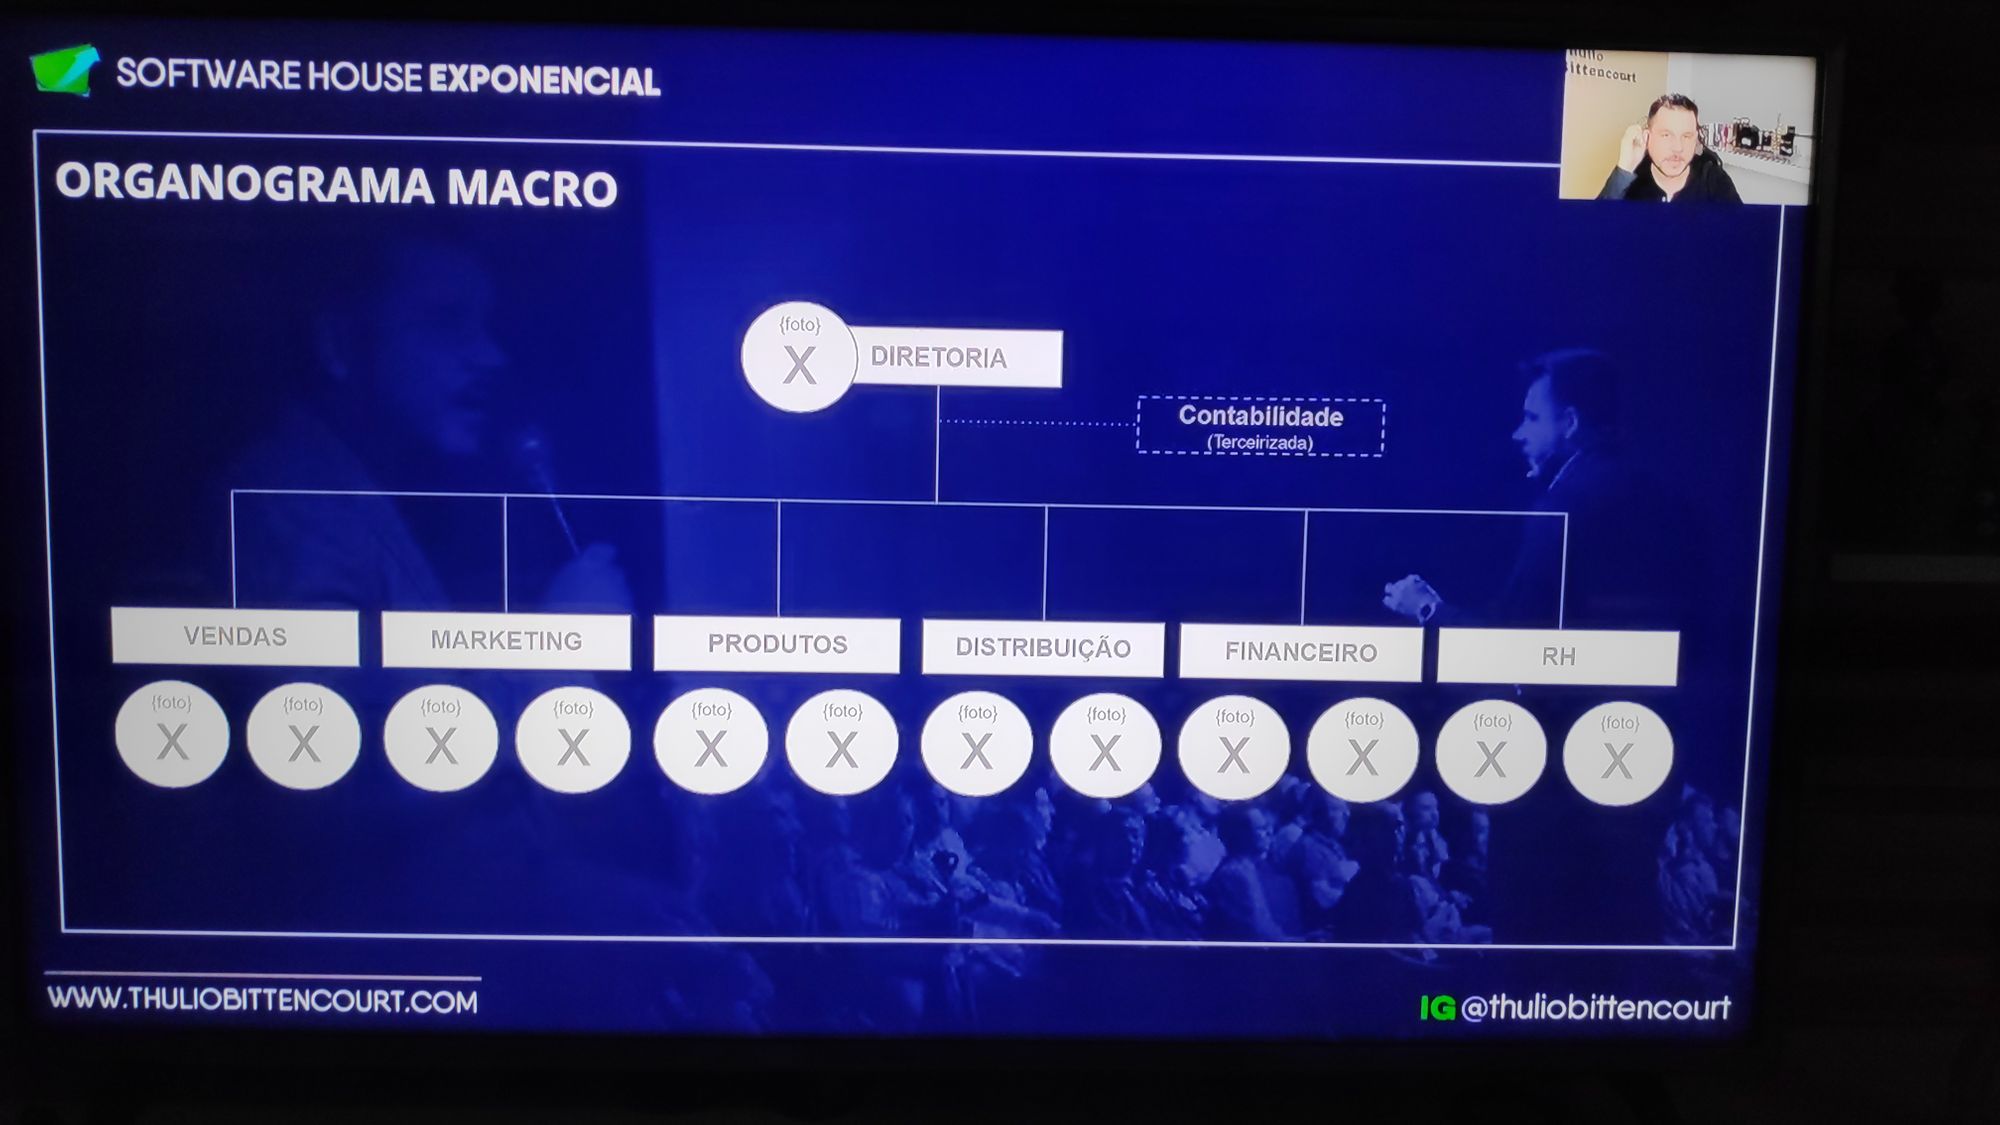 SOFTWARE HOUSE EXPONENCIAL
Bittencourt
ORGANOGRAMA MACRO
{foto}
X
DIRETORIA
Contabilidade
(Terceirizada)
VENDAS
MARKETING
PRODUTOS
DISTRIBUIÇÃO
FINANCEIRO
RH
{foto} {foto} {foto} {foto} {foto} {foto} {foto} {foto} {foto} {foto} {foto} {foto}
X X X X X X X X X X X X
WWW.THULIOBITTENCOURT.COM
IG @thuliobittencourt